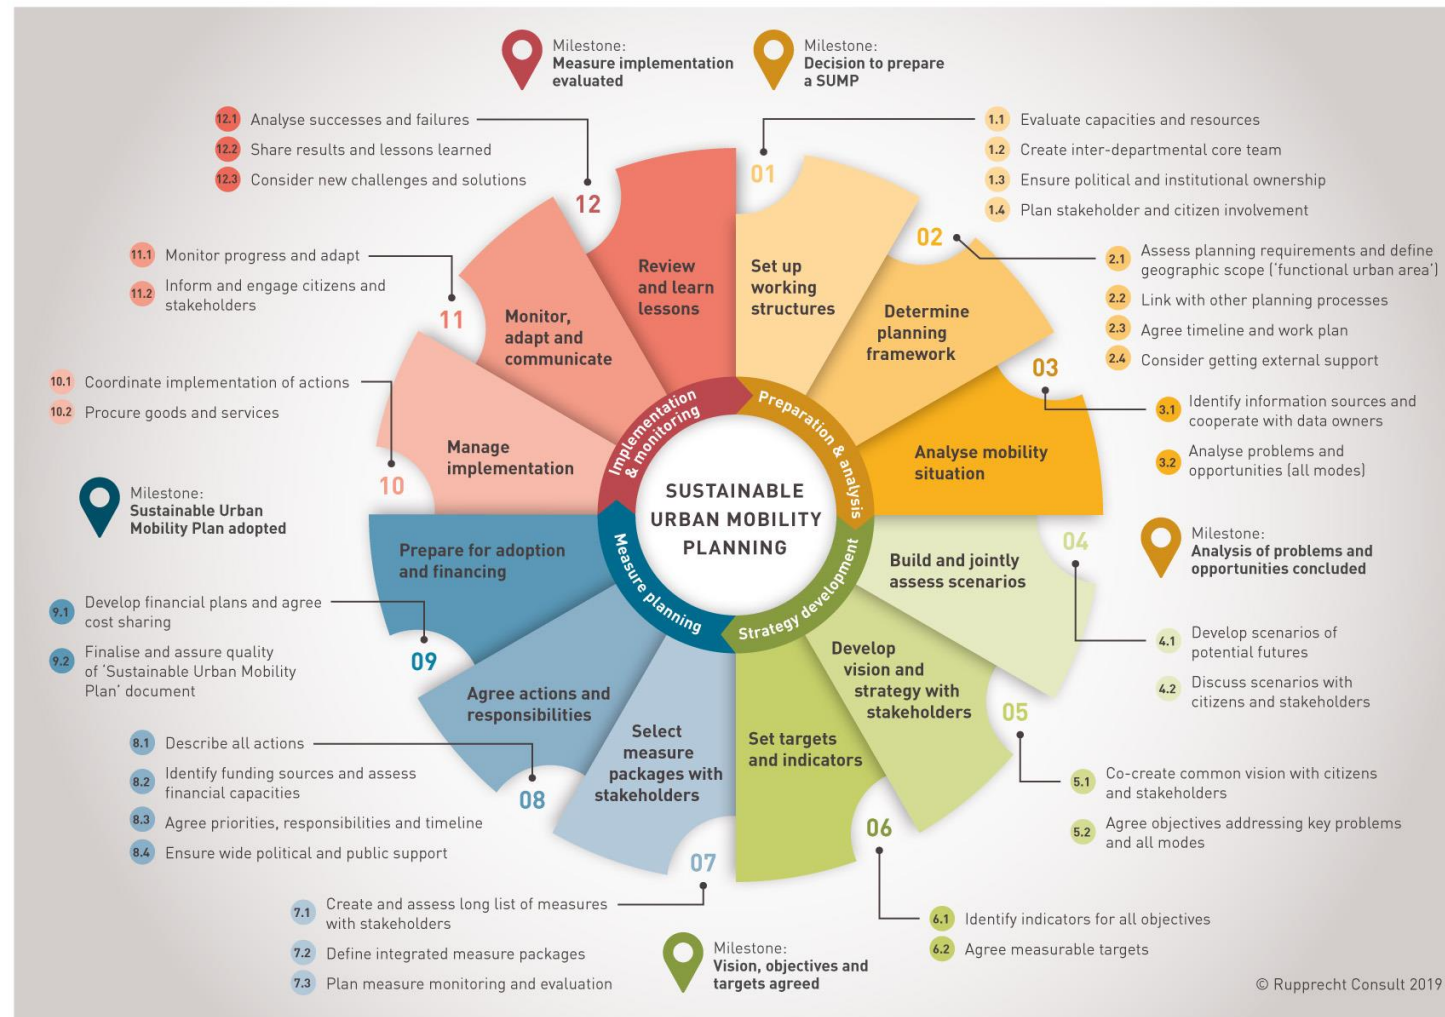 Milestone:
Measure implementation
evaluated
Milestone:
Decision to prepare
a SUMP
12.1 Analyse successes and failures
12.2 Share results and lessons learned
12.3 Consider new challenges and solutions
1.1 Evaluate capacities and resources
1.2 Create inter-departmental core team
1.3 Ensure political and institutional ownership
1.4 Plan stakeholder and citizen involvement
11.1 Monitor progress and adapt
11.2 Inform and engage citizens and
stakeholders
2.1 Assess planning requirements and define
geographic scope (‘functional urban area’)
2.2 Link with other planning processes
2.3 Agree timeline and work plan
2.4 Consider getting external support
10.1 Coordinate implementation of actions
10.2 Procure goods and services
3.1 Identify information sources and
cooperate with data owners
3.2 Analyse problems and
opportunities (all modes)
Milestone:
Sustainable Urban
Mobility Plan adopted
Milestone:
Analysis of problems and
opportunities concluded
01
Set up
working
structures
02
Determine
planning
framework
03
Analyse mobility
situation
04
Build and jointly
assess scenarios
05
Develop
vision and
strategy with
stakeholders
06
Set targets
and indicators
07
Select
measure
packages with
stakeholders
08
Agree actions and
responsibilities
09
Prepare for adoption
and financing
10
Manage
implementation
11
Monitor,
adapt and
communicate
12
Review
and learn
lessons
Preparation & analysis
Strategy development
Measure planning
Implementation
& monitoring
SUSTAINABLE
URBAN MOBILITY
PLANNING
9.1 Develop financial plans and agree
cost sharing
9.2 Finalise and assure quality
of ‘Sustainable Urban Mobility
Plan’ document
4.1 Develop scenarios of
potential futures
4.2 Discuss scenarios with
citizens and stakeholders
8.1 Describe all actions
8.2 Identify funding sources and assess
financial capacities
8.3 Agree priorities, responsibilities and timeline
8.4 Ensure wide political and public support
5.1 Co-create common vision with citizens
and stakeholders
5.2 Agree objectives addressing key problems
and all modes
7.1 Create and assess long list of measures
with stakeholders
7.2 Define integrated measure packages
7.3 Plan measure monitoring and evaluation
Milestone:
Vision, objectives and
targets agreed
6.1 Identify indicators for all objectives
6.2 Agree measurable targets
© Rupprecht Consult 2019